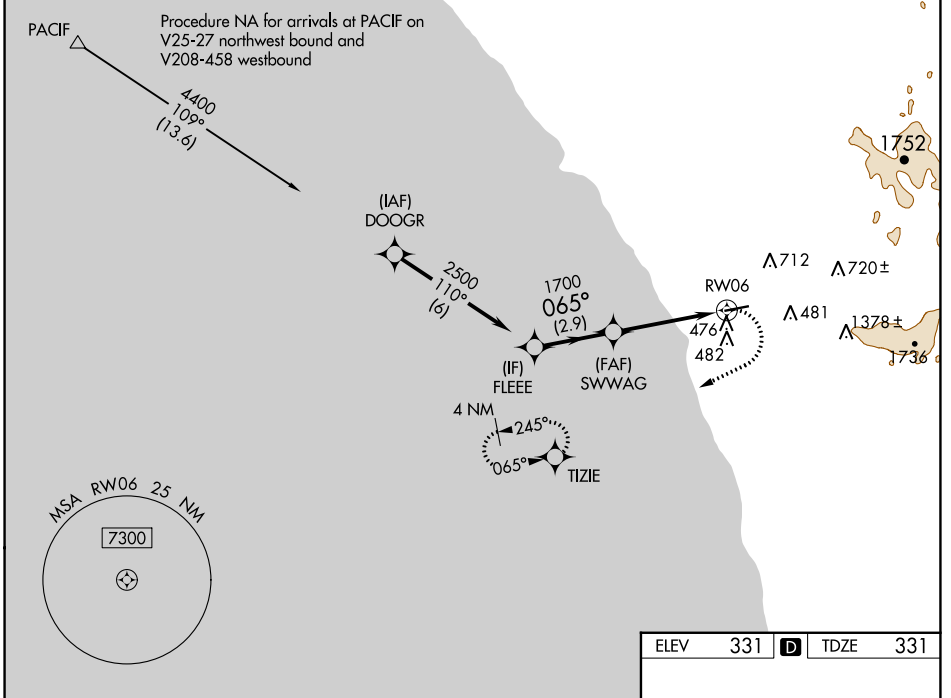 PACIF
Procedure NA for arrivals at PACIF on
V25-27 northwest bound and
V208-458 westbound
4400
109°
(13.6)
1752
(IAF)
DOOGR
2500
110°
(6)
1700
065°
(2.9)
RW06
712
720±
481
1378±
1736
476
482
(IF)
FLEEE
(FAF)
SWWAG
4 NM
245°
065°
TIZIE
MSA RW06 25 NM
7300
ELEV 331 D TDZE 331